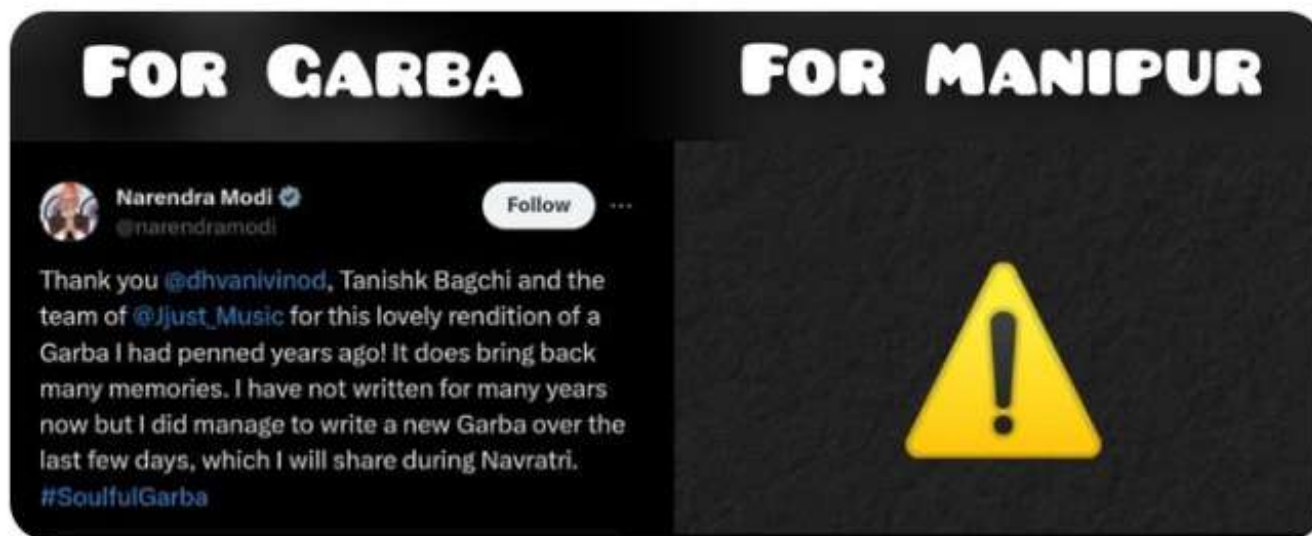 FOR GARBA
FOR MANIPUR
Narendra Modi
@narendramodi
Follow
Thank you @dhvanivinod, Tanishk Bagchi and the
team of @Jjust_Music for this lovely rendition of a
Garba I had penned years ago! It does bring back
many memories. I have not written for many years
now but I did manage to write a new Garba over the
last few days, which I will share during Navratri.
#SoulfulGarba